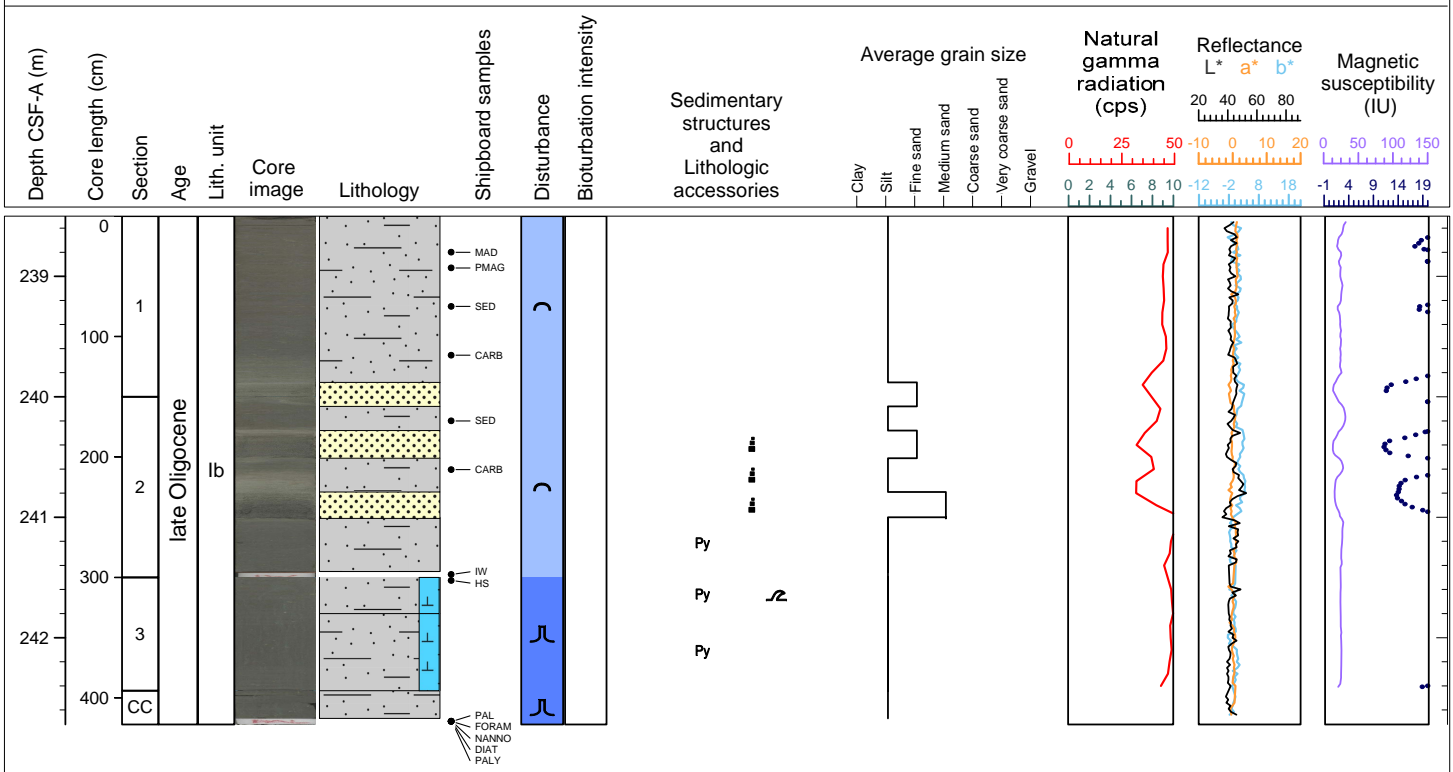 Depth CSF-A (m)
Core length (cm)
Section
Age
Lith. unit
Core
image
Lithology
Shipboard samples
Disturbance
Bioturbation intensity
Sedimentary
structures
and
Lithologic
accessories
Average grain size
Clay
Silt
Fine sand
Medium sand
Coarse sand
Very coarse sand
Gravel
Natural
gamma
radiation
(cps)
0 25 50
0 2 4 6 8 10
Reflectance
L* a* b*
20 40 60 80
-10 0 10 20
-12 -2 8 18
Magnetic
susceptibility
(IU)
0 50 100 150
-1 4 9 14 19
239
240
241
242
0
100
200
300
400
1
2
3
CC
late Oligocene
Ib
MAD
PMAG
SED
CARB
SED
CARB
IW
HS
PAL
FORAM
NANNO
DIAT
PALY
Py
Py
Py